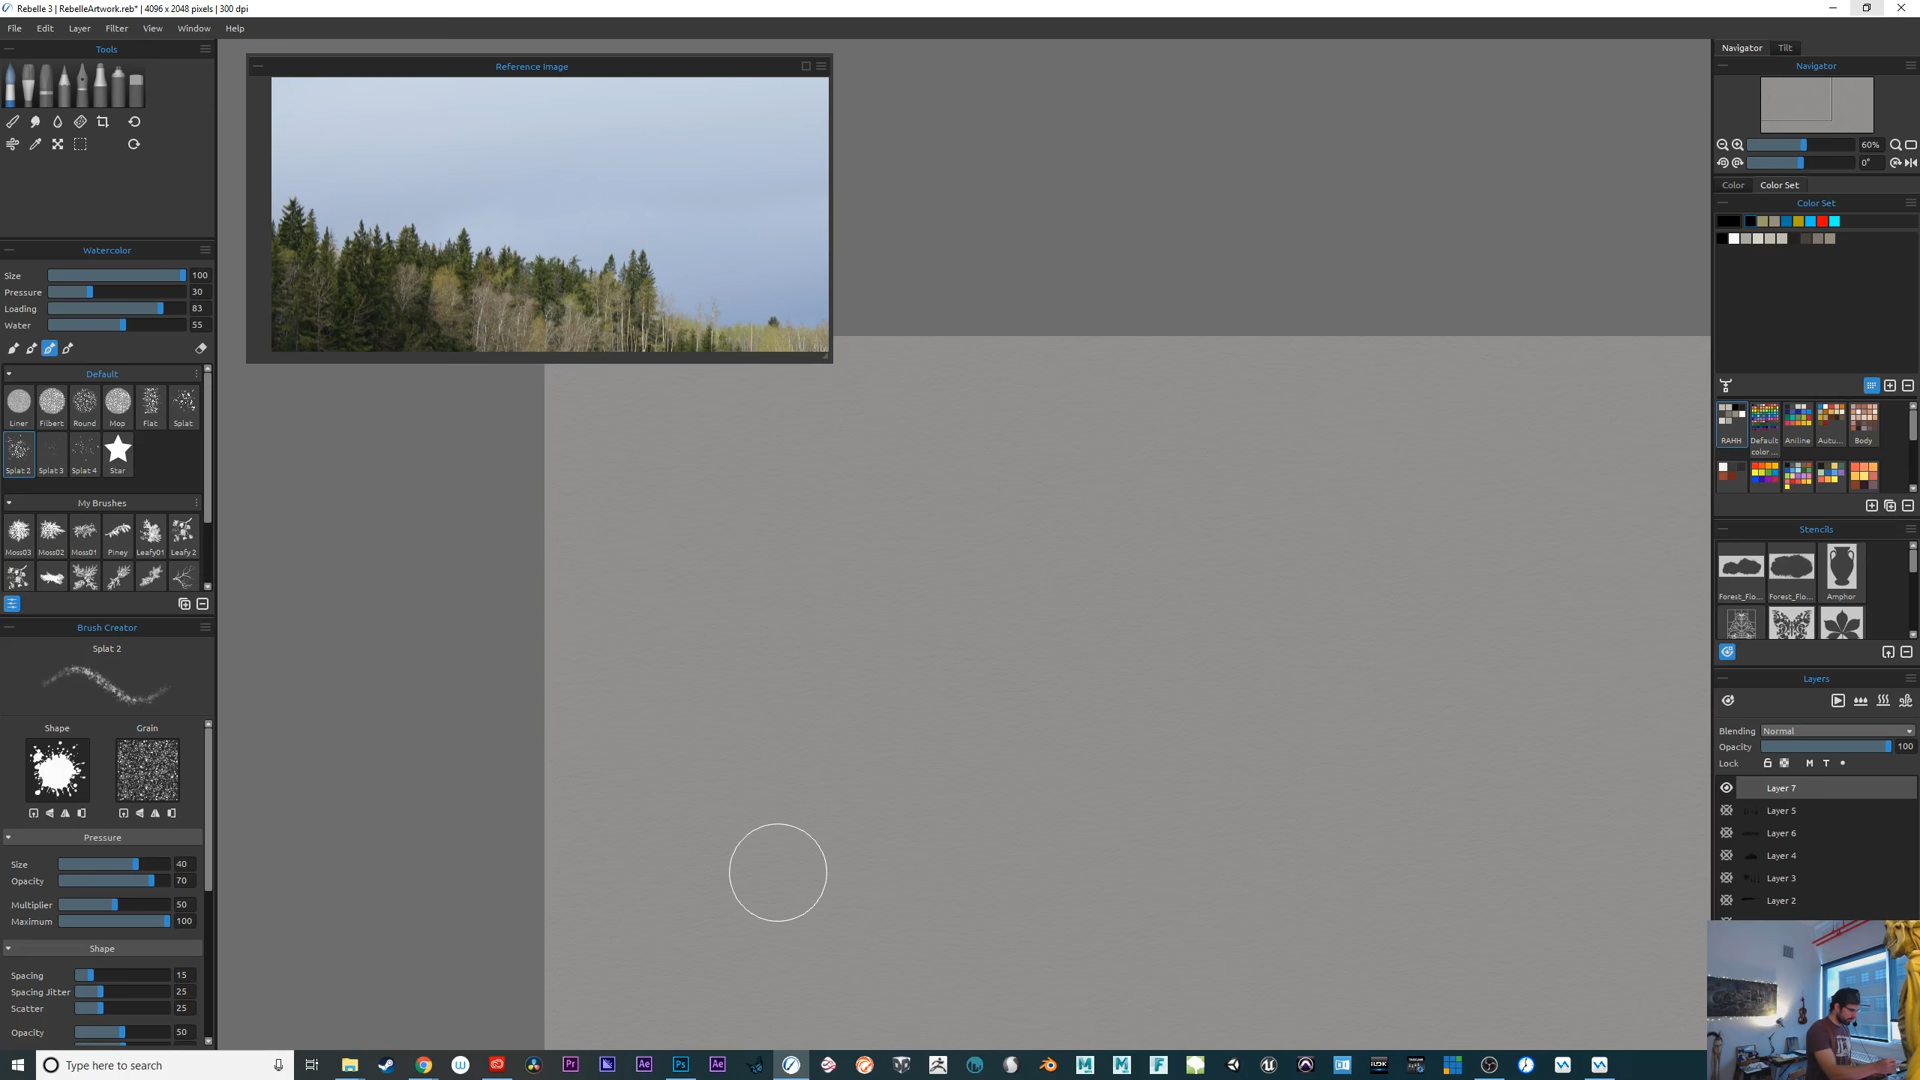 Rebelle 3 | RebelleArtwork.reb* | 4096 x 2048 pixels | 300 dpi
File Edit Layer Filter View Window Help
Tools
Reference Image
Navigator Tilt
Navigator
60%
0°
Color Color Set
Color Set
Watercolor
Size 100
Pressure 30
Loading 83
Water 55
Default
Liner Filbert Round Mop Flat Splat
Splat 2 Splat 3 Splat 4 Star
My Brushes
Moss03 Moss02 Moss01 Piney Leafy01 Leafy 2
RAHH Default color ... Aniline Autu... Body
Stencils
Forest_Flo... Forest_Flo... Amphor
Brush Creator
Splat 2
Shape Grain
Pressure
Size 40
Opacity 70
Multiplier 50
Maximum 100
Shape
Spacing 15
Spacing Jitter 25
Scatter 25
Opacity 50
Layers
Blending Normal
Opacity 100
Lock M T
Layer 7
Layer 5
Layer 6
Layer 4
Layer 3
Layer 2
Type here to search
Pr Ae Ps Ae M M F